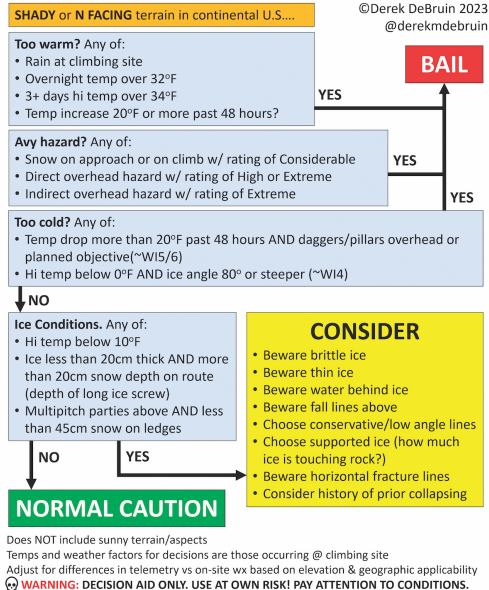 SHADY or N FACING terrain in continental U.S....
©Derek DeBruin 2023
@derekmdebruin
Too warm? Any of:
• Rain at climbing site
• Overnight temp over 32°F
• 3+ days hi temp over 34°F
• Temp increase 20°F or more past 48 hours?
YES
BAIL
Avy hazard? Any of:
• Snow on approach or on climb w/ rating of Considerable
• Direct overhead hazard w/ rating of High or Extreme
• Indirect overhead hazard w/ rating of Extreme
YES
YES
Too cold? Any of:
• Temp drop more than 20°F past 48 hours AND daggers/pillars overhead or
planned objective(~WI5/6)
• Hi temp below 0°F AND ice angle 80° or steeper (~WI4)
NO
Ice Conditions. Any of:
• Hi temp below 10°F
• Ice less than 20cm thick AND more
than 20cm snow depth on route
(depth of long ice screw)
• Multipitch parties above AND less
than 45cm snow on ledges
NO
YES
CONSIDER
• Beware brittle ice
• Beware thin ice
• Beware water behind ice
• Beware fall lines above
• Choose conservative/low angle lines
• Choose supported ice (how much
ice is touching rock?)
• Beware horizontal fracture lines
• Consider history of prior collapsing
NORMAL CAUTION
Does NOT include sunny terrain/aspects
Temps and weather factors for decisions are those occurring @ climbing site
Adjust for differences in telemetry vs on-site wx based on elevation & geographic applicability
WARNING: DECISION AID ONLY. USE AT OWN RISK! PAY ATTENTION TO CONDITIONS.